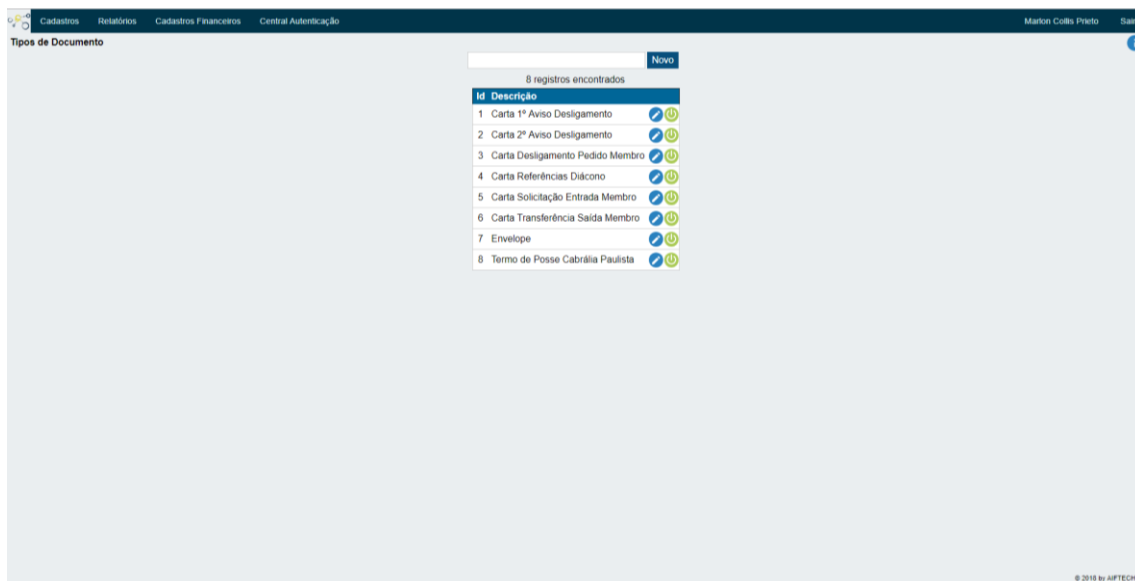 Cadastros Relatórios Cadastros Financeiros Central Autenticação Marlon Collis Prieto Sair
Tipos de Documento
Novo
8 registros encontrados
Id Descrição
1 Carta 1º Aviso Desligamento
2 Carta 2º Aviso Desligamento
3 Carta Desligamento Pedido Membro
4 Carta Referências Diácono
5 Carta Solicitação Entrada Membro
6 Carta Transferência Saída Membro
7 Envelope
8 Termo de Posse Cabrália Paulista
© 2018 by AIFTECH